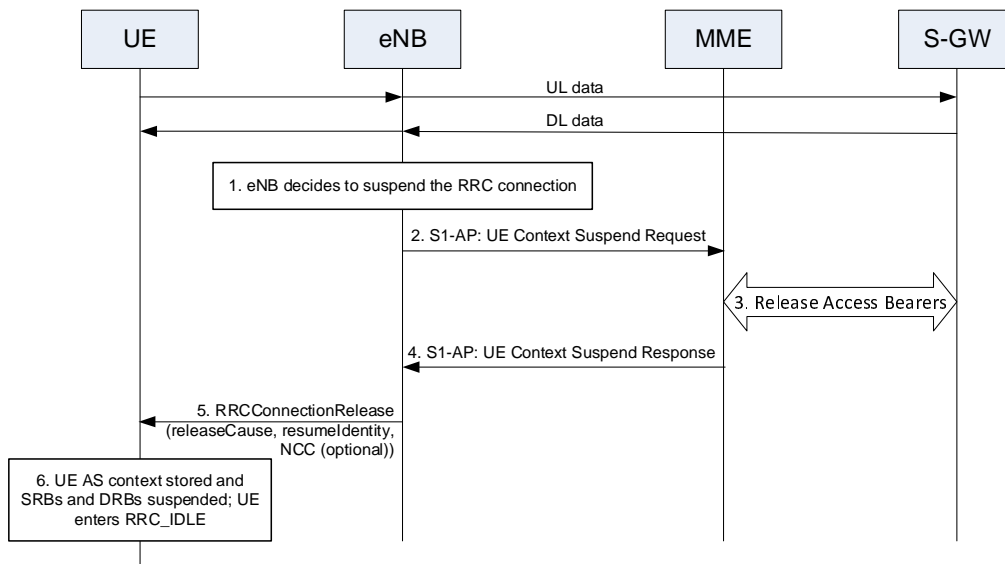 UE
eNB
MME
S-GW
UL data
DL data
1. eNB decides to suspend the RRC connection
2. S1-AP: UE Context Suspend Request
3. Release Access Bearers
4. S1-AP: UE Context Suspend Response
5. RRCConnectionRelease
(releaseCause, resumeIdentity,
NCC (optional))
6. UE AS context stored and
SRBs and DRBs suspended; UE
enters RRC_IDLE